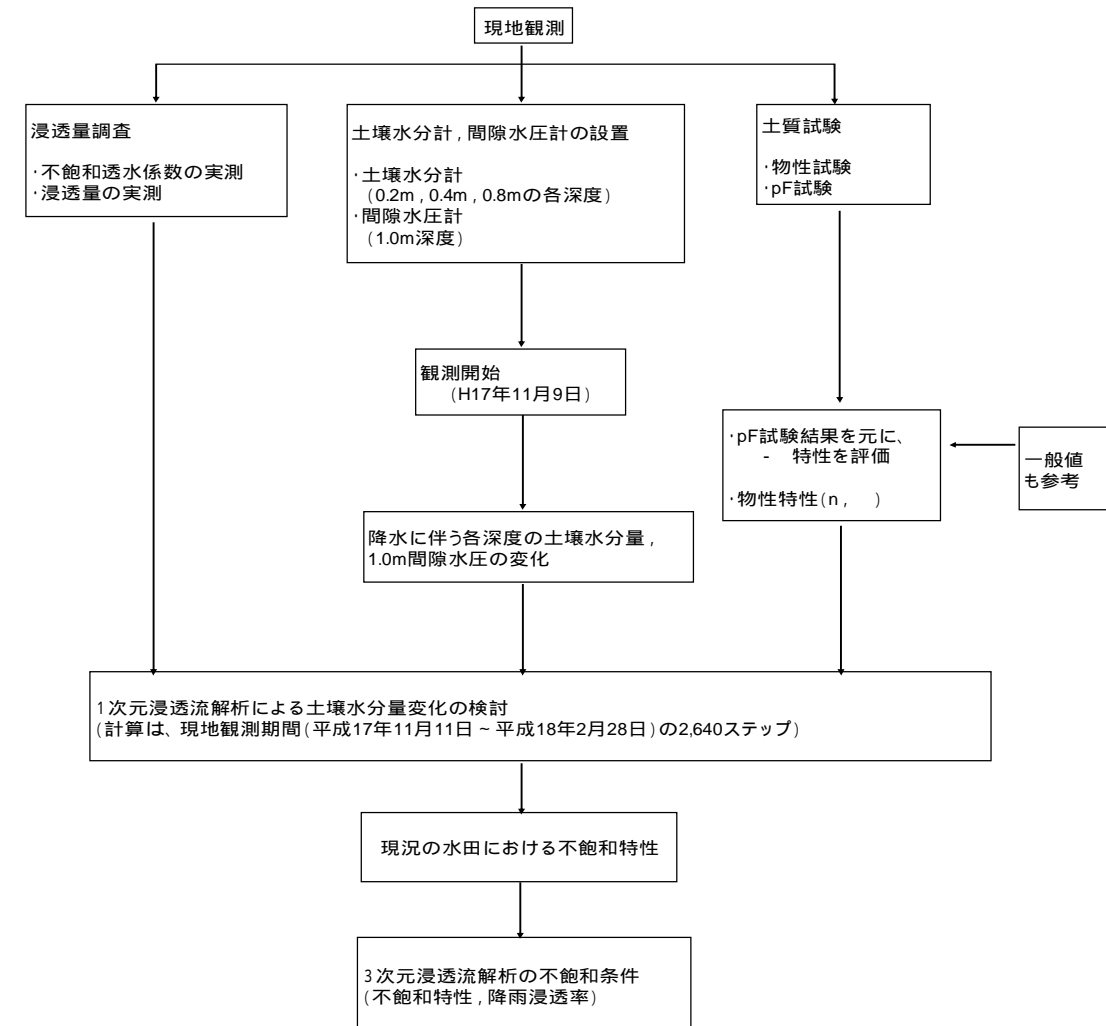 現地観測
浸透量調査
・不飽和透水係数の実測
・浸透量の実測
土壌水分計,間隙水圧計の設置
・土壌水分計
(0.2m,0.4m,0.8mの各深度)
・間隙水圧計
(1.0m深度)
土質試験
・物性試験
・pF試験
観測開始
(H17年11月9日)
・pF試験結果を元に、
- 特性を評価
・物性特性(n, )
一般値
も参考
降水に伴う各深度の土壌水分量,
1.0m間隙水圧の変化
1次元浸透流解析による土壌水分量変化の検討
(計算は、現地観測期間(平成17年11月11日~平成18年2月28日)の2,640ステップ)
現況の水田における不飽和特性
3次元浸透流解析の不飽和条件
(不飽和特性,降雨浸透率)